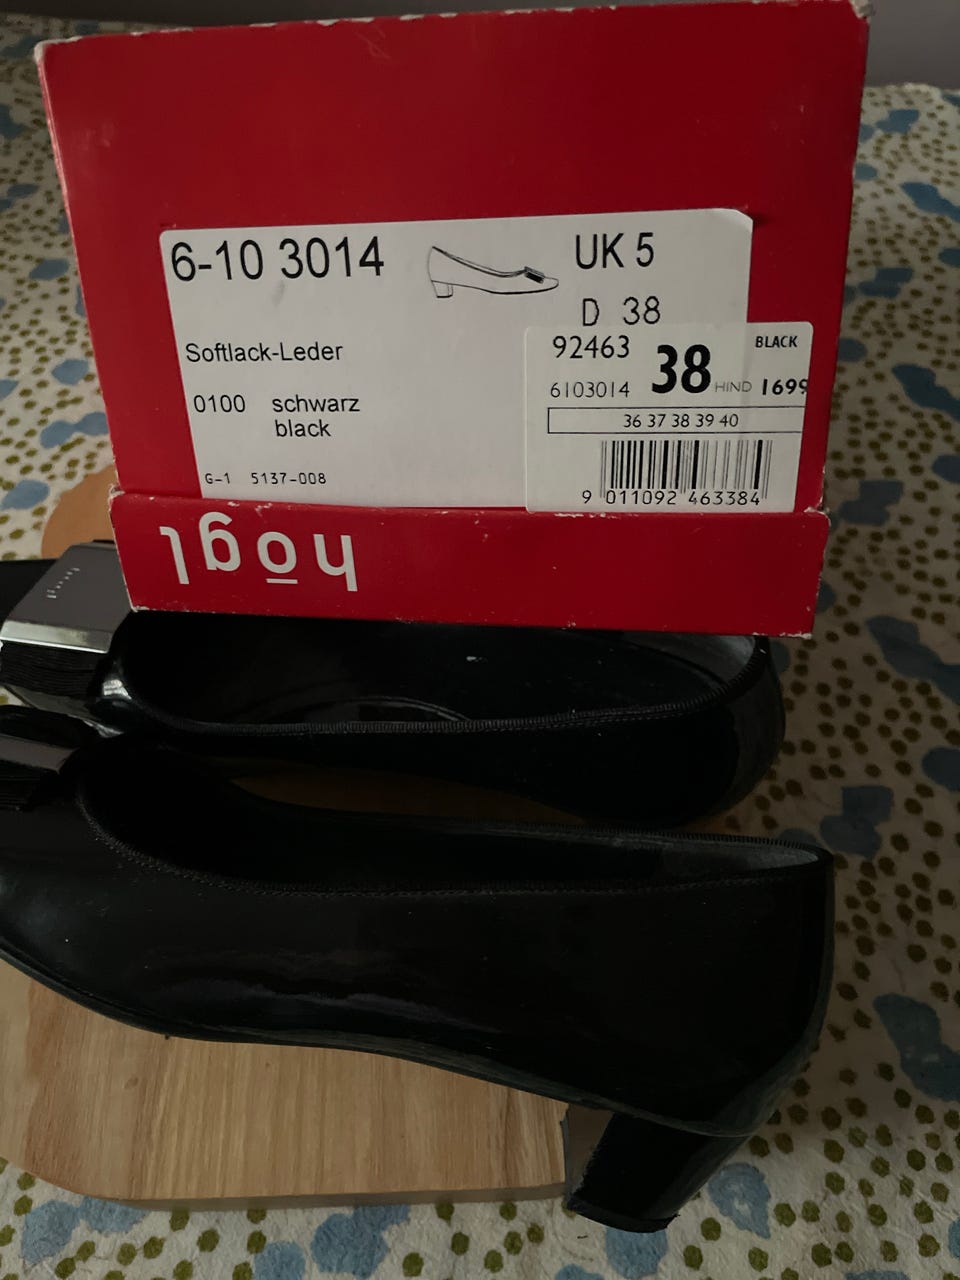 6-10 3014
UK 5
D 38
Softlack-Leder
0100 schwarz
black
G-1 5137-008
92463 38 BLACK
6103014 HIND 1699
36 37 38 39 40
9 011092 463384
högl